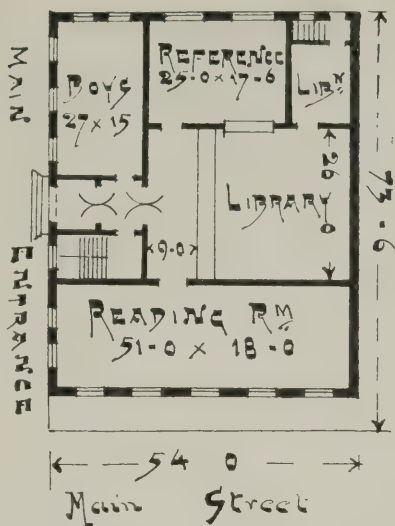 REFERENCE
25-0 x 17-6
BOYS
27 x 15
LIBN
LIBRARY
26 0
9-0
READING RM
51-0 x 18-0
MAIN ENTRANCE
73-6
54 0
Main Street